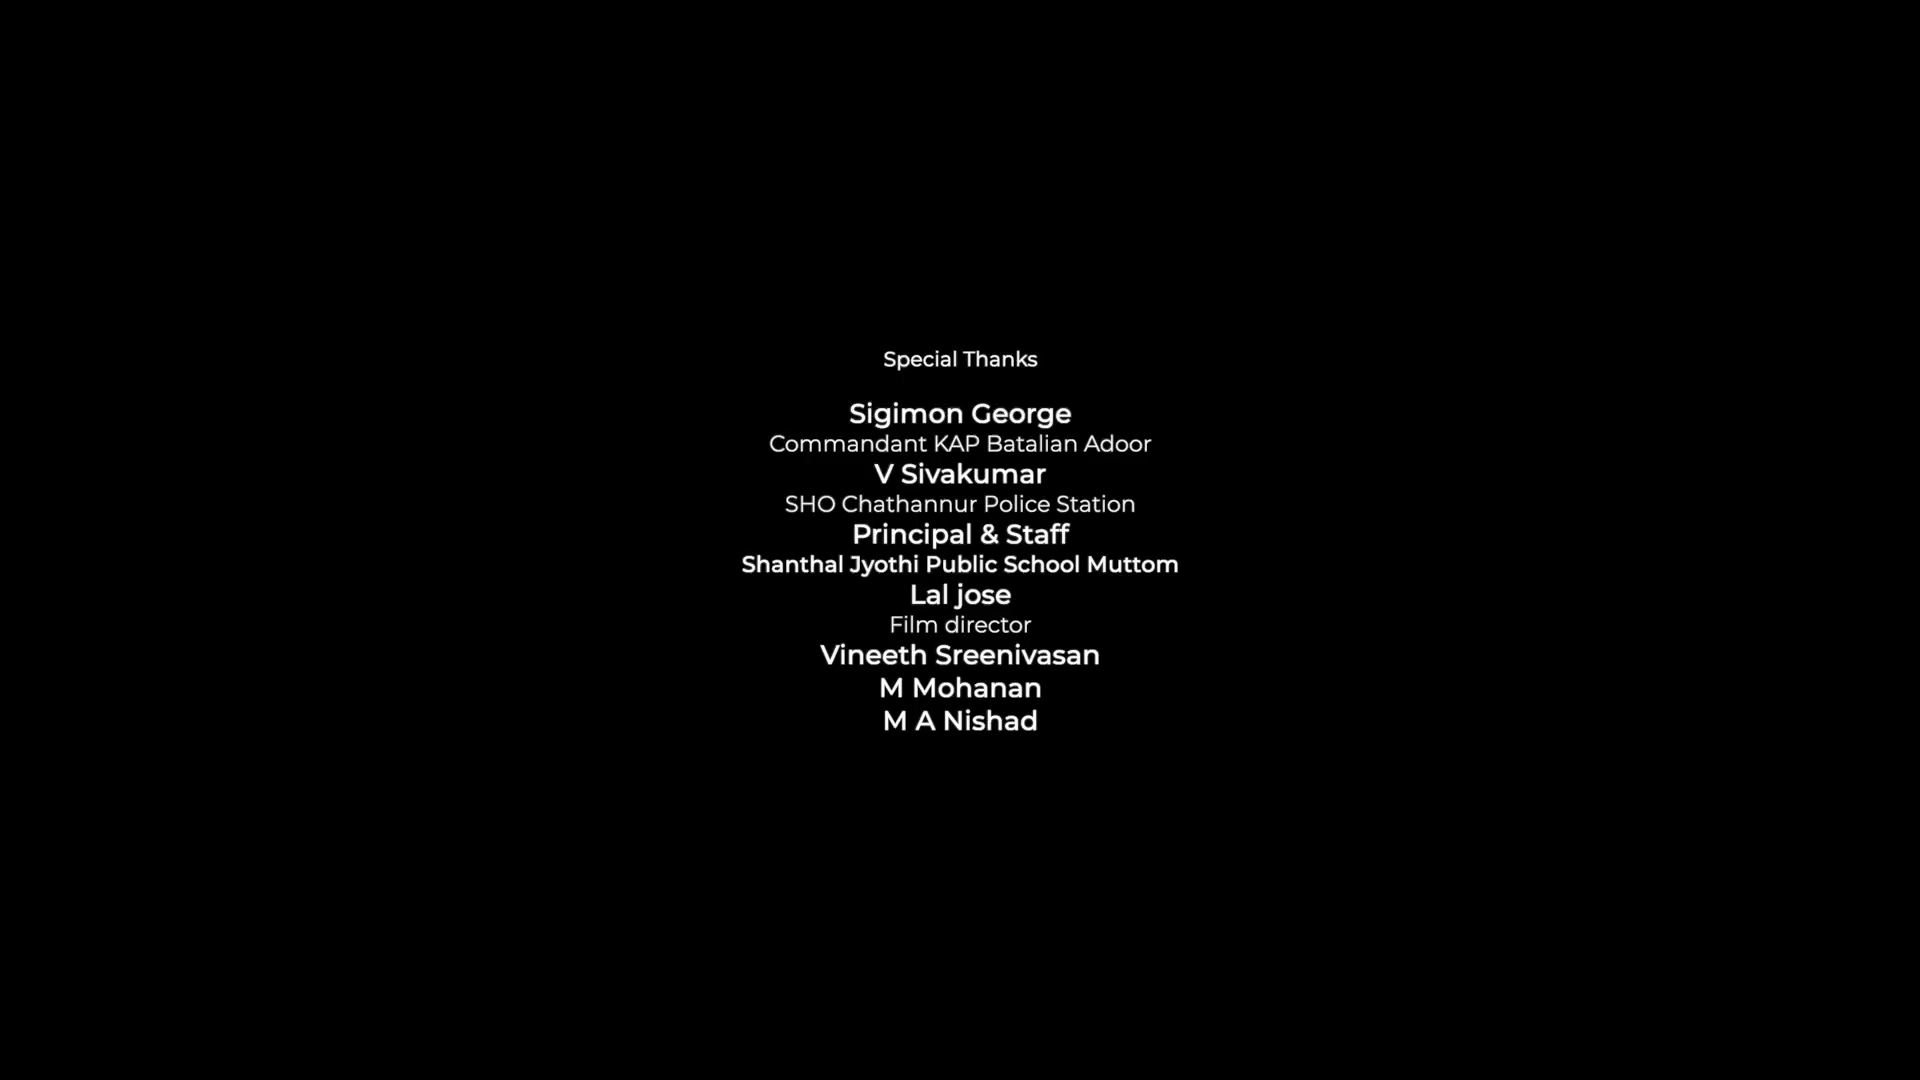 Special Thanks
Sigimon George
Commandant KAP Batalian Adoor
V Sivakumar
SHO Chathannur Police Station
Principal & Staff
Shanthal Jyothi Public School Muttom
Lal jose
Film director
Vineeth Sreenivasan
M Mohanan
M A Nishad